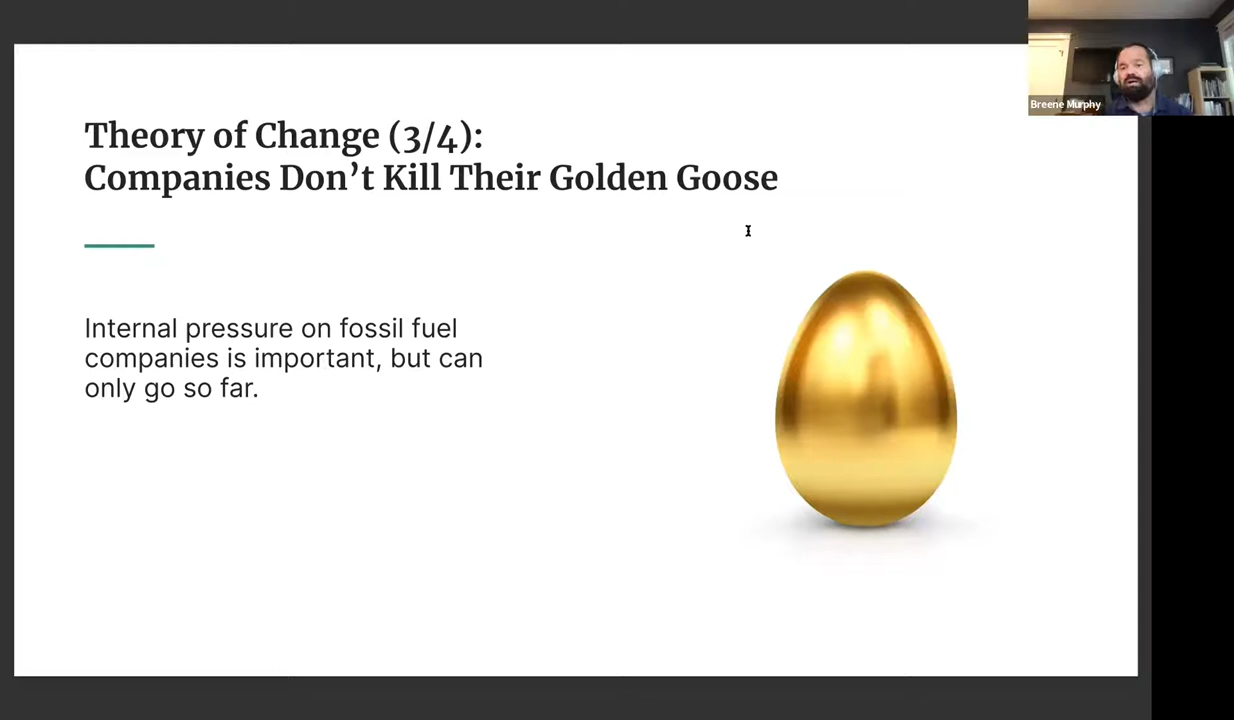 Theory of Change (3/4):
Companies Don’t Kill Their Golden Goose
Internal pressure on fossil fuel
companies is important, but can
only go so far.
Breene Murphy